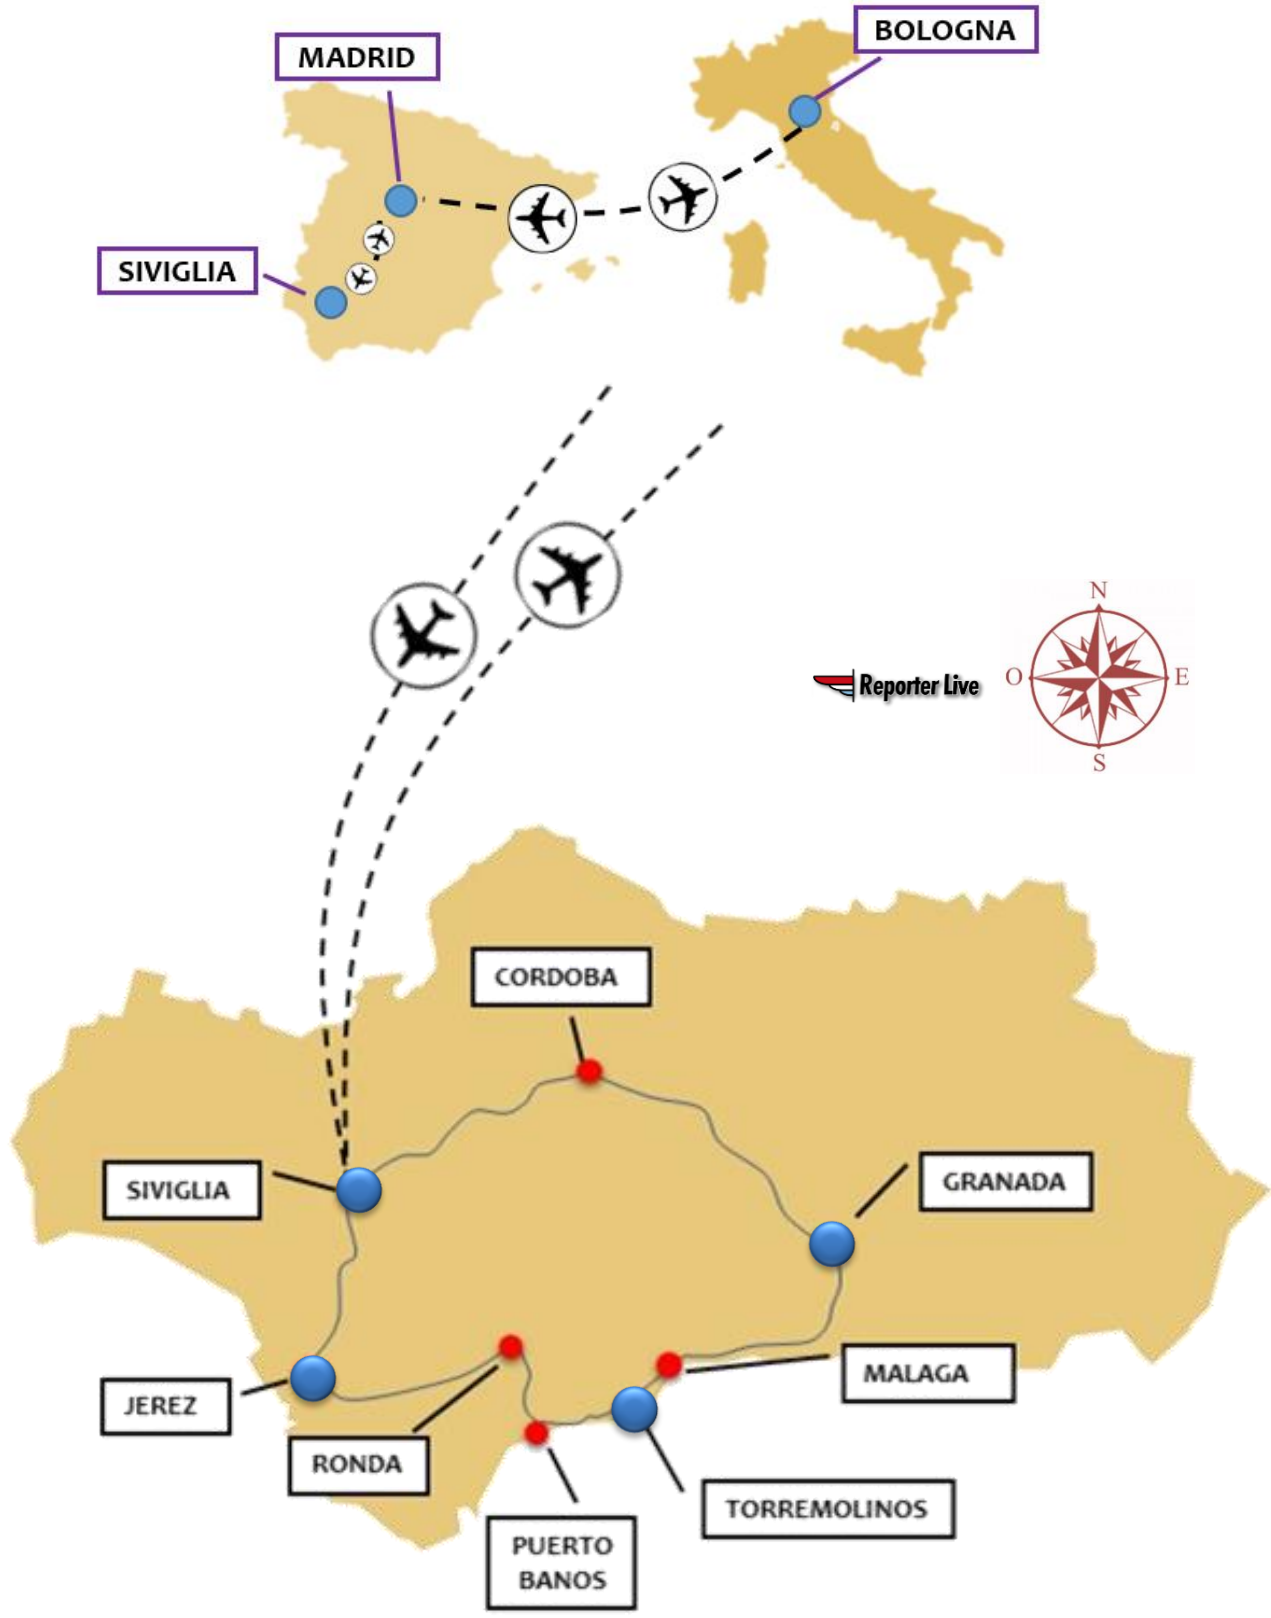 BOLOGNA
MADRID
SIVIGLIA
N
O
E
S
Reporter Live
CORDOBA
SIVIGLIA
GRANADA
MALAGA
JEREZ
RONDA
TORREMOLINOS
PUERTO
BANOS